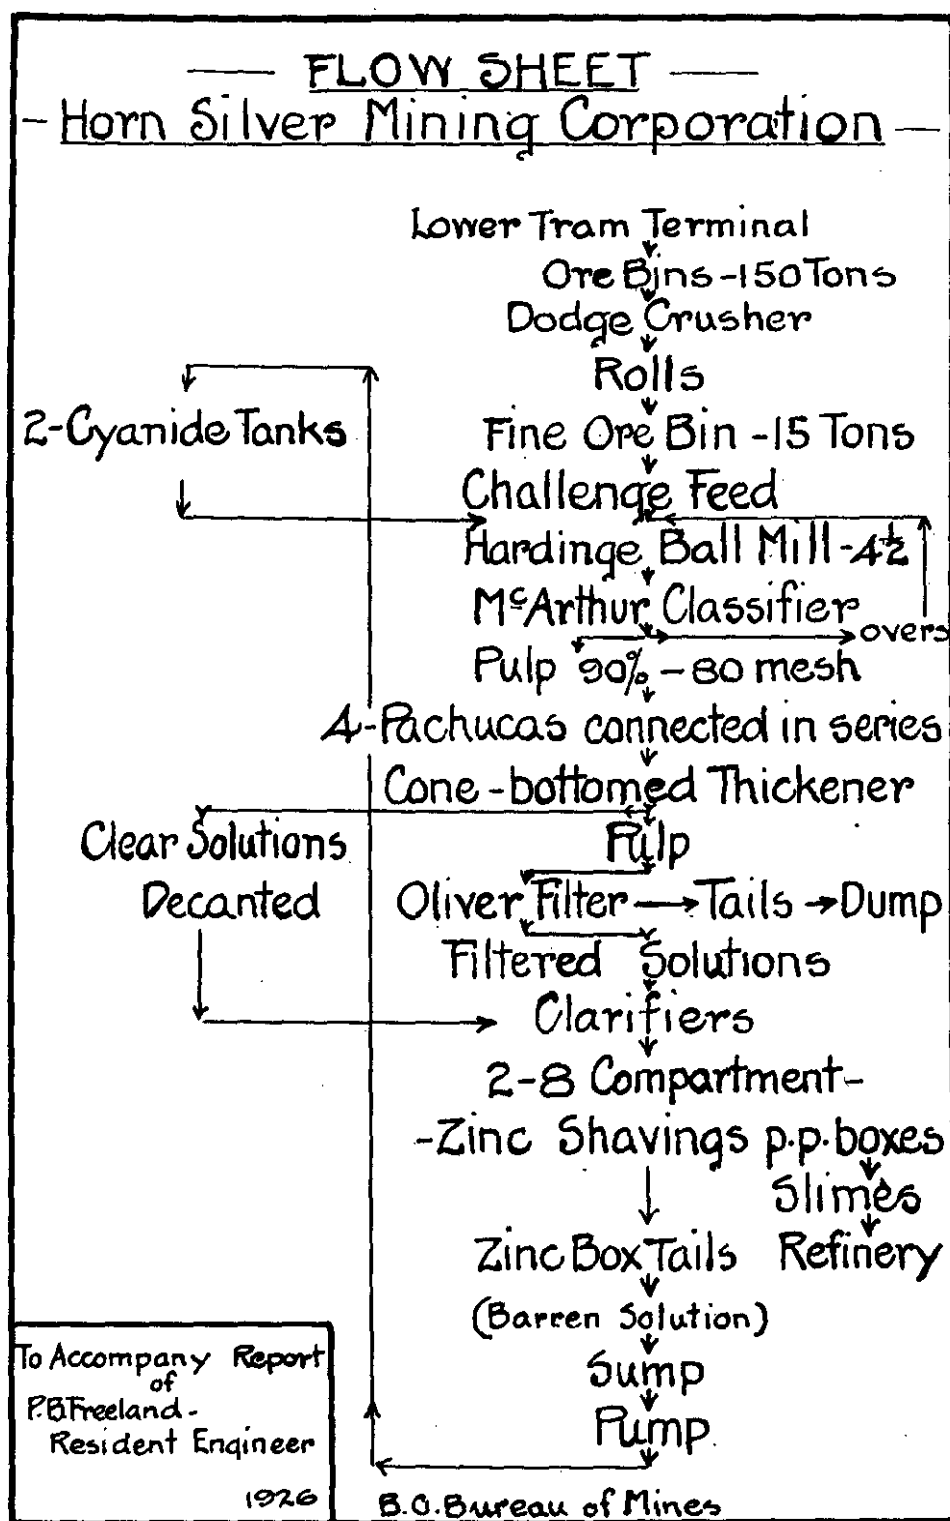 FLOW SHEET
Horn Silver Mining Corporation
Lower Tram Terminal
Ore Bins - 150 Tons
Dodge Crusher
Rolls
2-Cyanide Tanks
Fine Ore Bin - 15 Tons
Challenge Feed
Hardinge Ball Mill - 4½
McArthur Classifier
overs
Pulp 90% - 80 mesh
4-Pachucas connected in series
Cone-bottomed Thickener
Clear Solutions
Decanted
Pulp
Oliver Filter → Tails → Dump
Filtered Solutions
Clarifiers
2-8 Compartment-
-Zinc Shavings p.p. boxes
Slimes
Refinery
Zinc Box Tails
(Barren Solution)
Sump
Pump
To Accompany Report
of
P.B. Freeland -
Resident Engineer
1926
B.C. Bureau of Mines